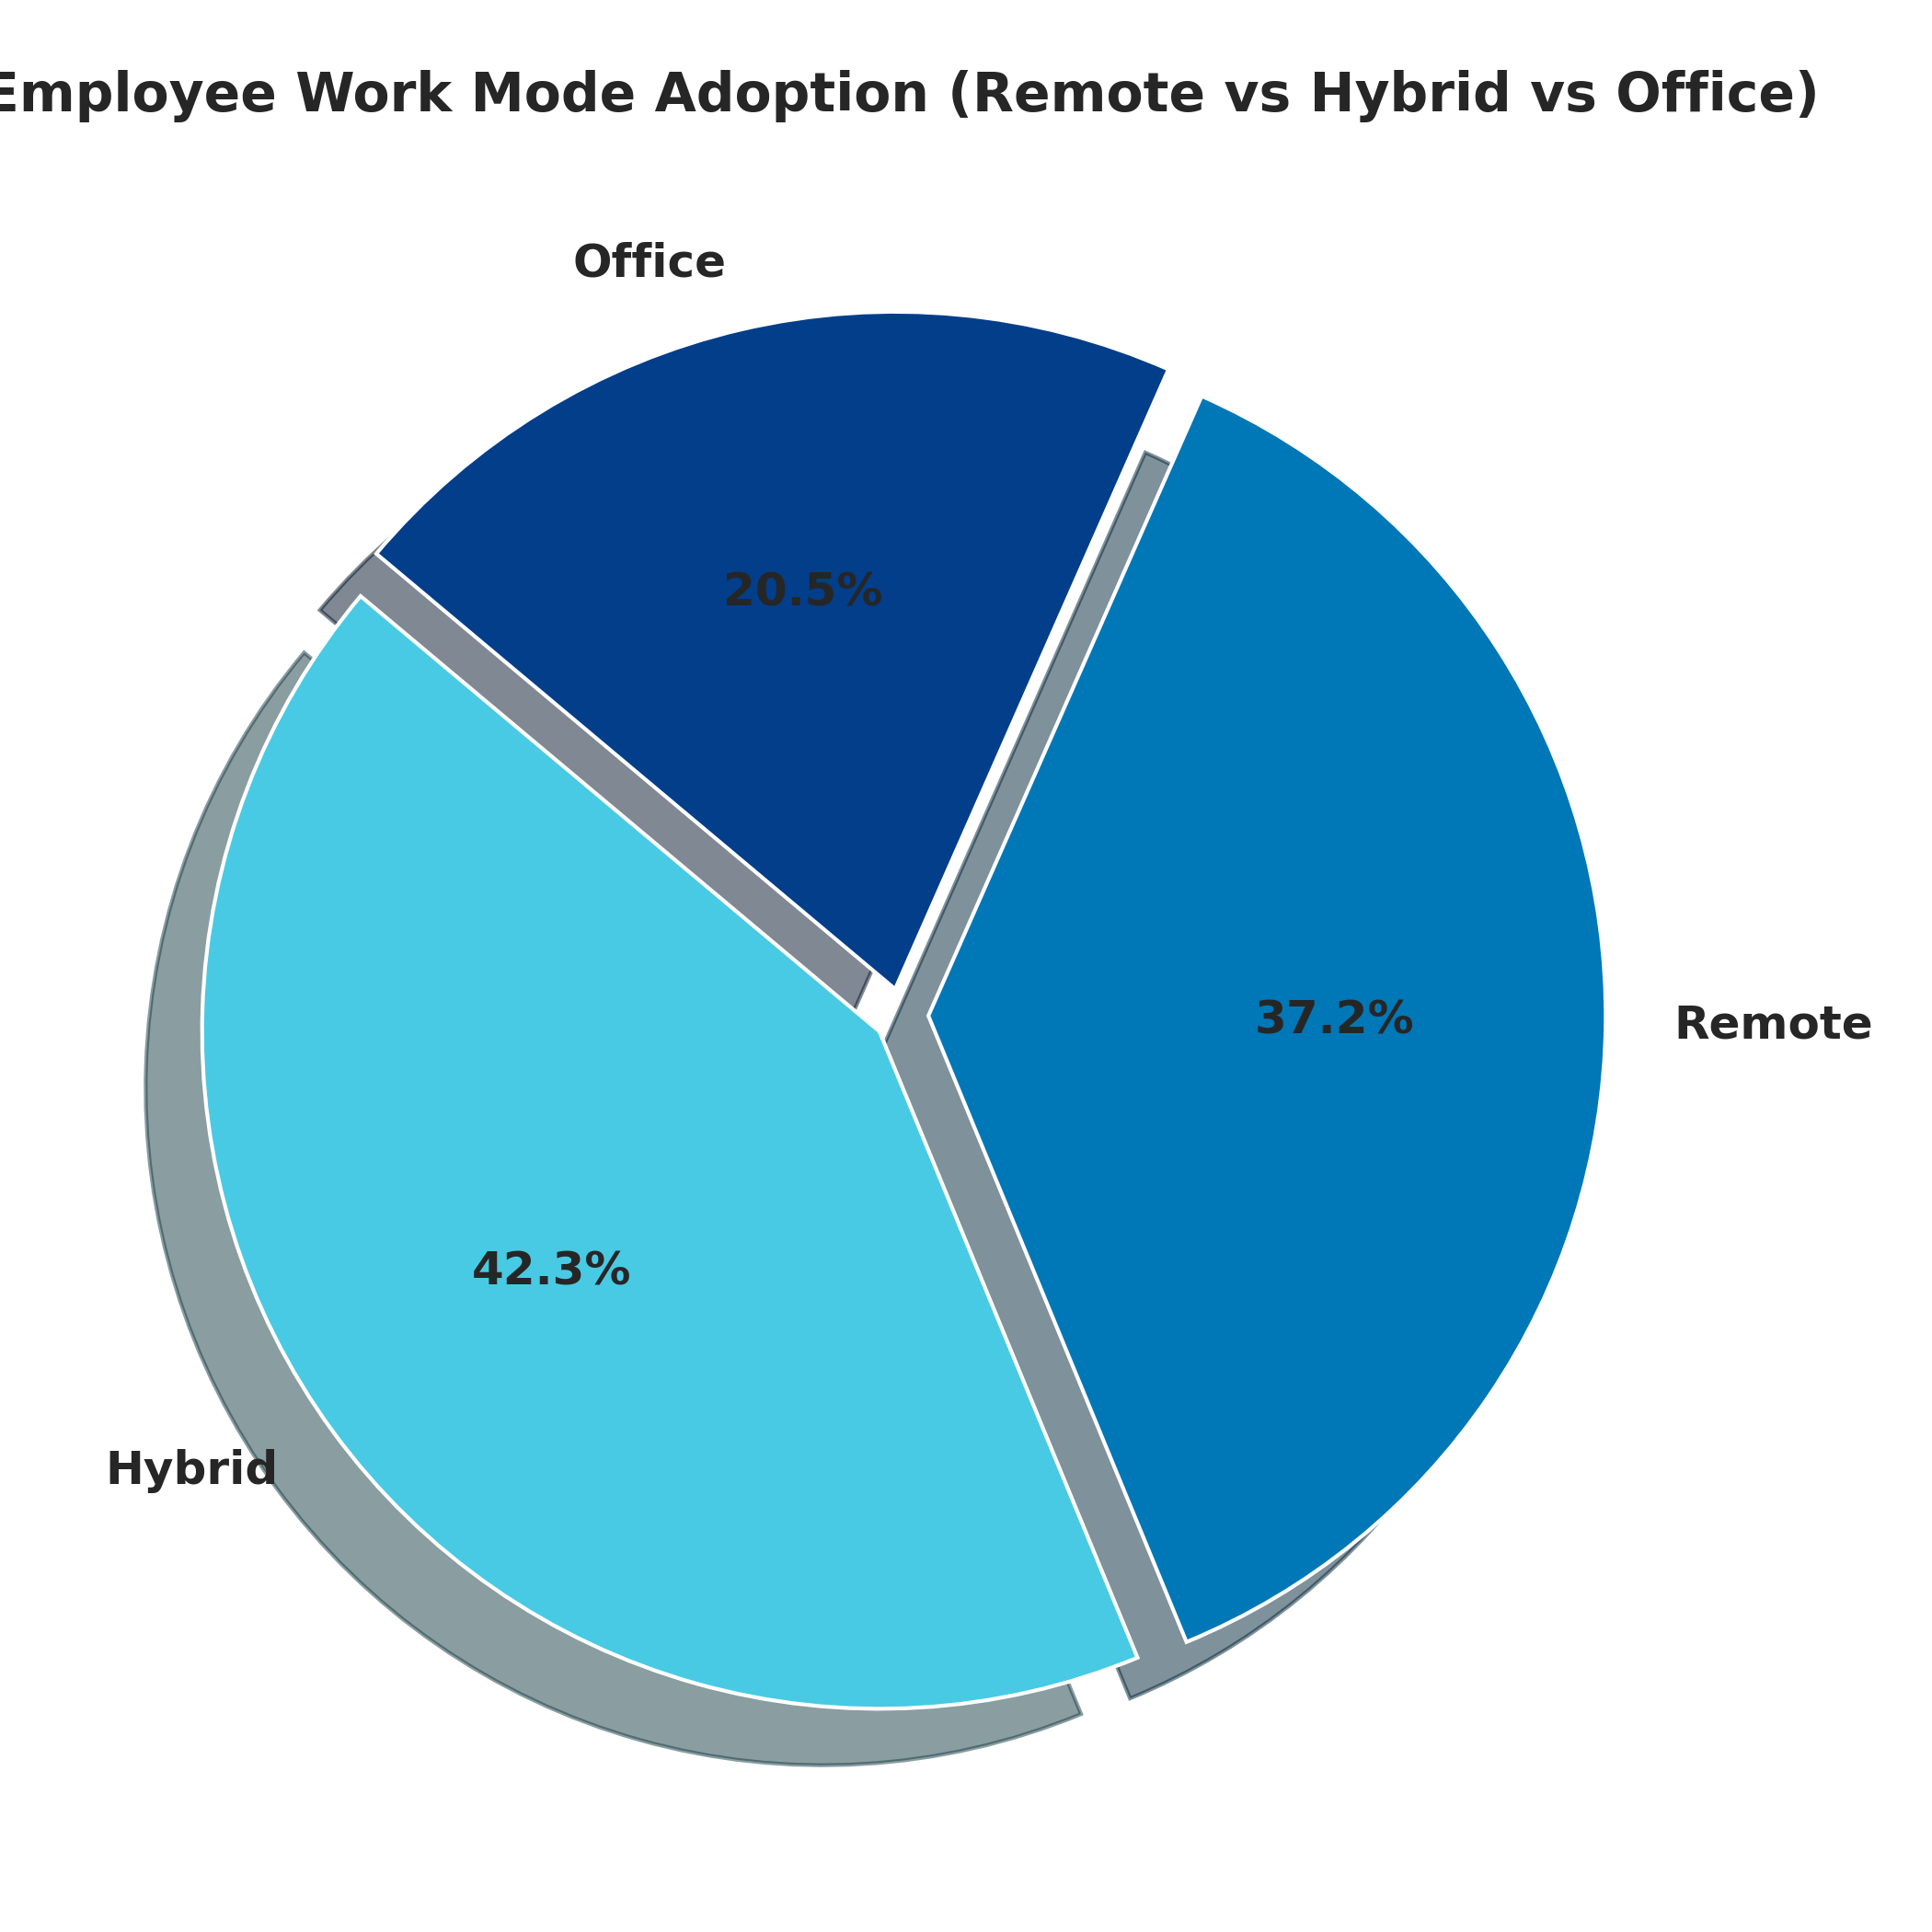 Employee Work Mode Adoption (Remote vs Hybrid vs Office)
Office
20.5%
37.2%
Remote
42.3%
Hybrid